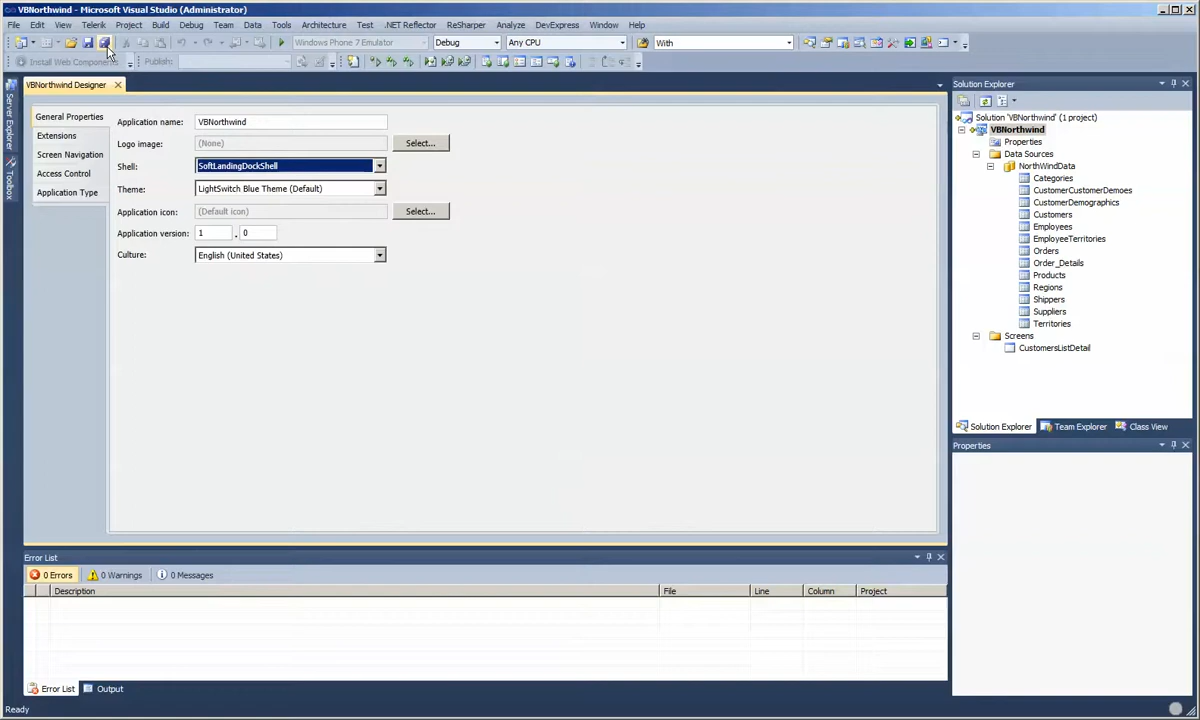 VBNorthwind - Microsoft Visual Studio (Administrator)
File Edit View Telerik Project Build Debug Team Data Tools Architecture Test .NET Reflector ReSharper Analyze DevExpress Window Help
Windows Phone 7 Emulator Debug Any CPU With
Install Web Components Publish:
Server Explorer
Toolbox
VBNorthwind Designer
General Properties
Extensions
Screen Navigation
Access Control
Application Type
Application name: VBNorthwind
Logo image: (None) Select...
Shell: SoftLandingDockShell
Theme: LightSwitch Blue Theme (Default)
Application icon: (Default icon) Select...
Application version: 1 . 0
Culture: English (United States)
Solution Explorer
Solution 'VBNorthwind' (1 project)
VBNorthwind
Properties
Data Sources
NorthWindData
Categories
CustomerCustomerDemoes
CustomerDemographics
Customers
Employees
EmployeeTerritories
Orders
Order_Details
Products
Regions
Shippers
Suppliers
Territories
Screens
CustomersListDetail
Solution Explorer Team Explorer Class View
Properties
Error List
0 Errors 0 Warnings 0 Messages
Description File Line Column Project
Error List Output
Ready